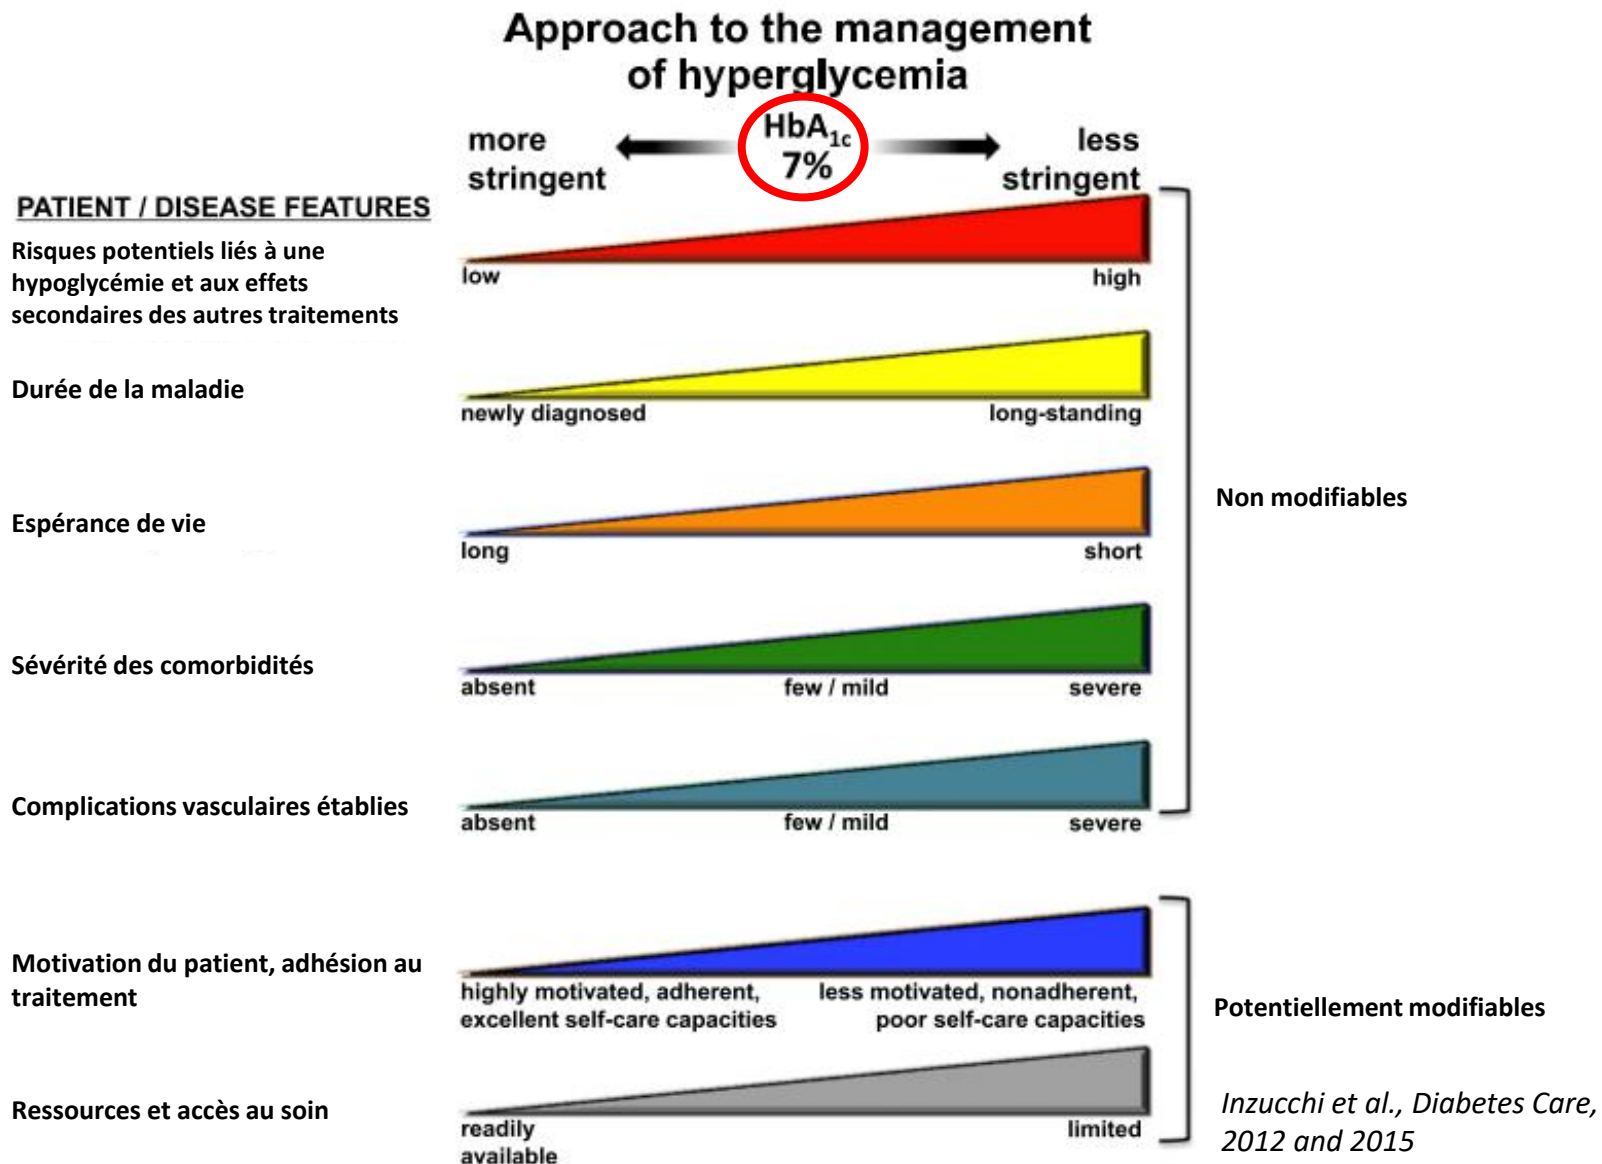 Approach to the management
of hyperglycemia
more
stringent
HbA1c
7%
less
stringent
PATIENT / DISEASE FEATURES
Risques potentiels liés à une
hypoglycémie et aux effets
secondaires des autres traitements
low
high
Durée de la maladie
newly diagnosed
long-standing
Espérance de vie
long
short
Non modifiables
Sévérité des comorbidités
absent
few / mild
severe
Complications vasculaires établies
absent
few / mild
severe
Motivation du patient, adhésion au
traitement
highly motivated, adherent,
excellent self-care capacities
less motivated, nonadherent,
poor self-care capacities
Potentiellement modifiables
Ressources et accès au soin
readily
available
limited
Inzucchi et al., Diabetes Care,
2012 and 2015